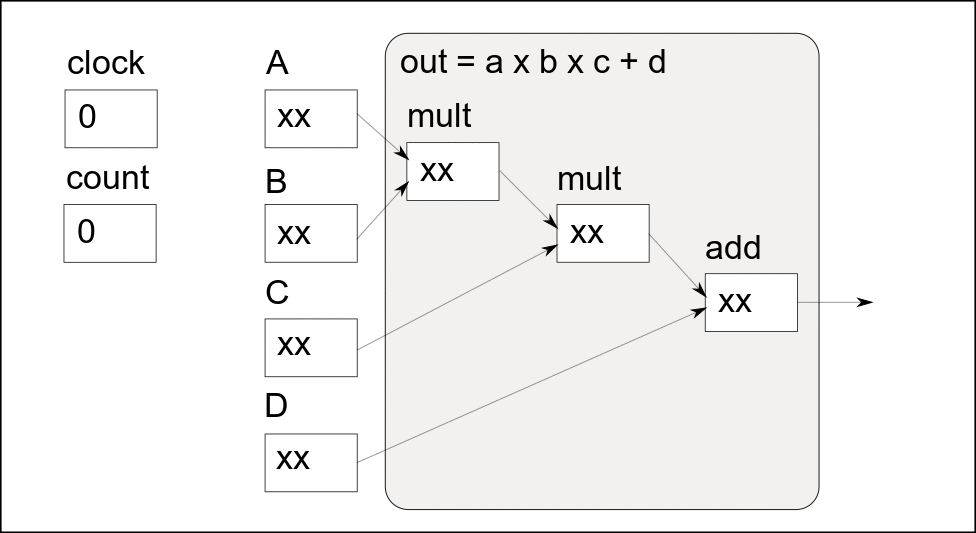 clock
0
count
0
A
xx
B
xx
C
xx
D
xx
out = a x b x c + d
mult
xx
mult
xx
add
xx